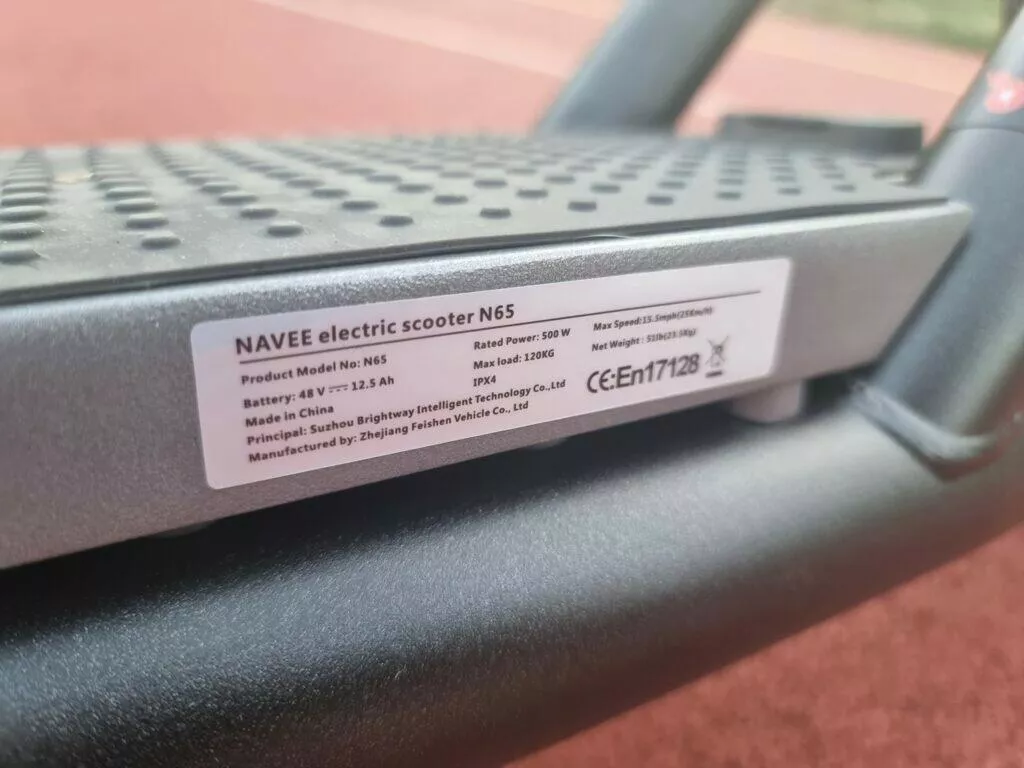 NAVEE electric scooter N65
Product Model No: N65
Battery: 48 V ⎓ 12.5 Ah
Made in China
Principal: Suzhou Brightway Intelligent Technology Co.,Ltd
Manufactured by: Zhejiang Feishen Vehicle Co., Ltd
Rated Power: 500 W
Max load: 120KG
IPX4
Max Speed:15.5mph(25Km/h)
Net Weight : 51lb(23.5Kg)
CE:En17128